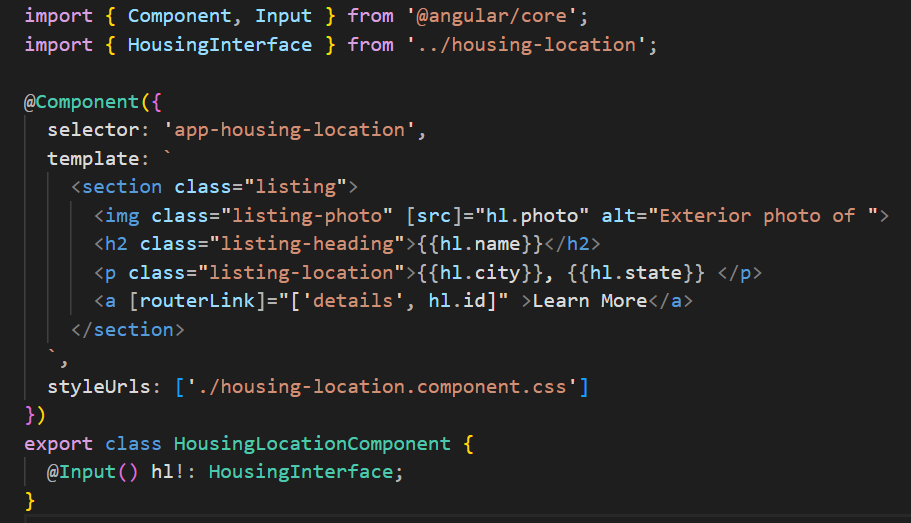 import { Component, Input } from '@angular/core';
import { HousingInterface } from '../housing-location';

@Component({
  selector: 'app-housing-location',
  template: `
    <section class="listing">
      <img class="listing-photo" [src]="hl.photo" alt="Exterior photo of ">
      <h2 class="listing-heading">{{hl.name}}</h2>
      <p class="listing-location">{{hl.city}}, {{hl.state}} </p>
      <a [routerLink]="['details', hl.id]" >Learn More</a>
    </section>
  `,
  styleUrls: ['./housing-location.component.css']
})
export class HousingLocationComponent {
  @Input() hl!: HousingInterface;
}